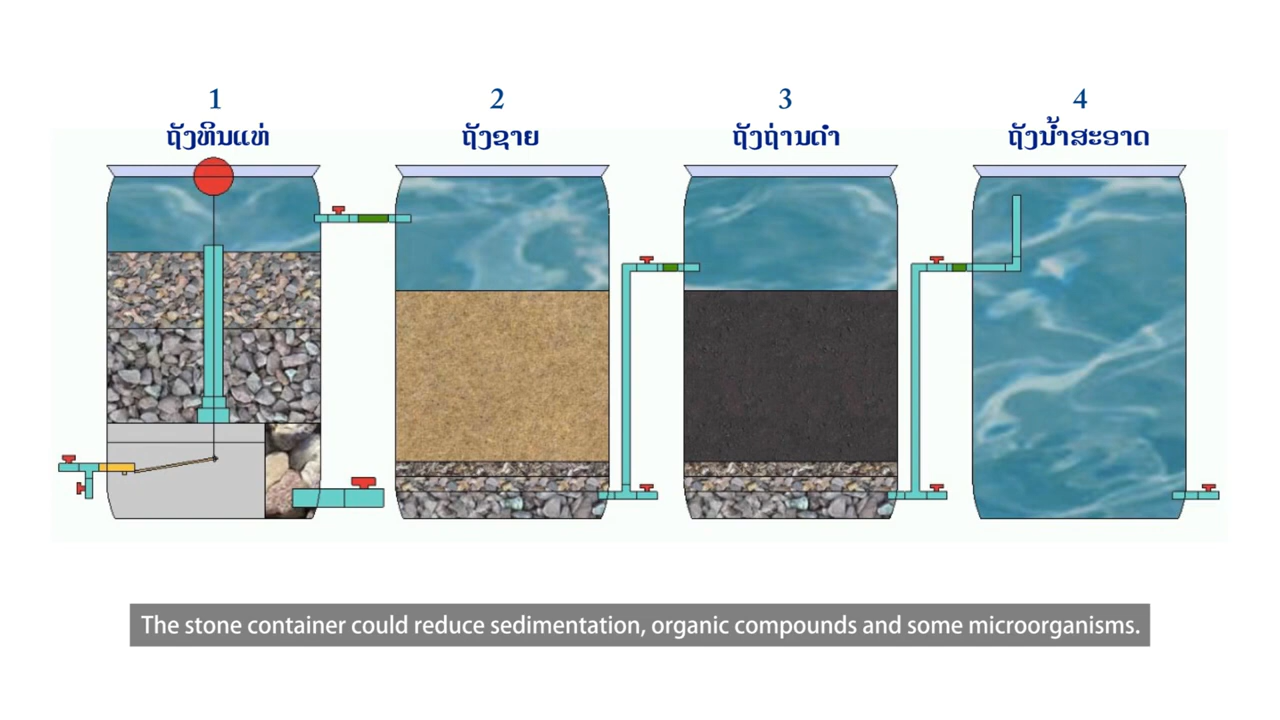 1
ຖັງຫີນແຫ່
2
ຖັງຊາຍ
3
ຖັງຖ່ານດຳ
4
ຖັງນ້ຳສະອາດ
The stone container could reduce sedimentation, organic compounds and some microorganisms.